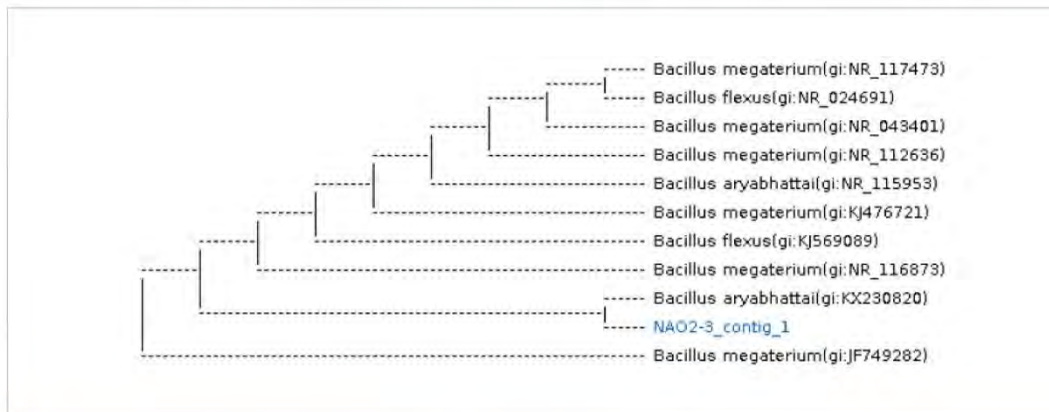 Bacillus megaterium(gi:NR_117473)
Bacillus flexus(gi:NR_024691)
Bacillus megaterium(gi:NR_043401)
Bacillus megaterium(gi:NR_112636)
Bacillus aryabhattai(gi:NR_115953)
Bacillus megaterium(gi:KJ476721)
Bacillus flexus(gi:KJ569089)
Bacillus megaterium(gi:NR_116873)
Bacillus aryabhattai(gi:KX230820)
NAO2-3_contig_1
Bacillus megaterium(gi:JF749282)